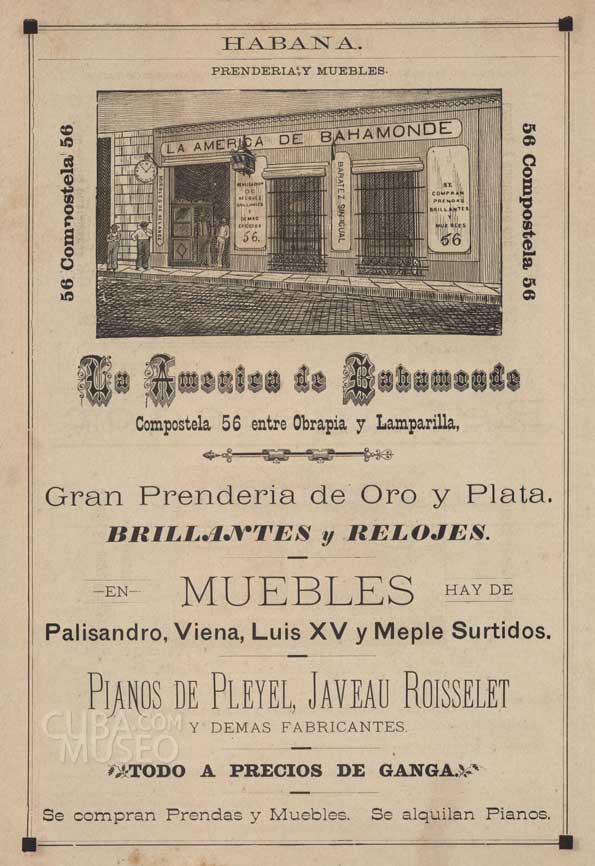 HABANA.
PRENDERIA Y MUEBLES.
56 Compostela 56
LA AMERICA DE BAHAMONDE
BARATEZ SIN IGUAL
SE
COMPRAN
PRENDAS
BRILLANTES
Y
MUEBLES
56
DE
BRILLANTES
Y
DEMAS
56.
56 Compostela 56
La America de Bahamonde
Compostela 56 entre Obrapia y Lamparilla,
Gran Prenderia de Oro y Plata.
BRILLANTES y RELOJES.
—EN— MUEBLES HAY DE
Palisandro, Viena, Luis XV y Meple Surtidos.
PIANOS DE PLEYEL, JAVEAU ROISSELET
Y DEMAS FABRICANTES.
CUBA.COM
MUSEO
TODO A PRECIOS DE GANGA.
Se compran Prendas y Muebles. Se alquilan Pianos.